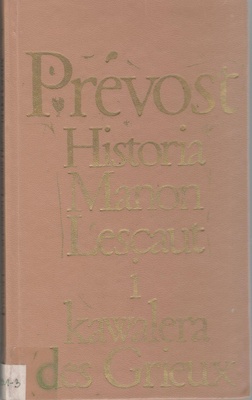 Prévost
Historia
Manon
Lescaut
i
kawalera
des Grieux